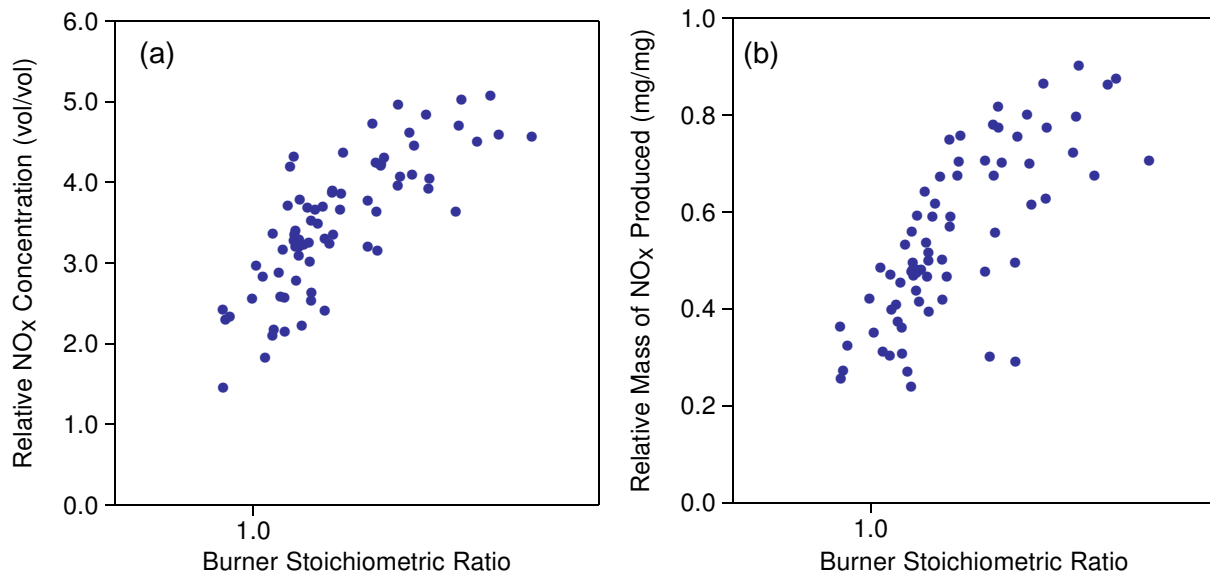 (a)
Relative NOx Concentration (vol/vol)
6.0
5.0
4.0
3.0
2.0
1.0
0.0
1.0
Burner Stoichiometric Ratio
(b)
Relative Mass of NOx Produced (mg/mg)
1.0
0.8
0.6
0.4
0.2
0.0
1.0
Burner Stoichiometric Ratio